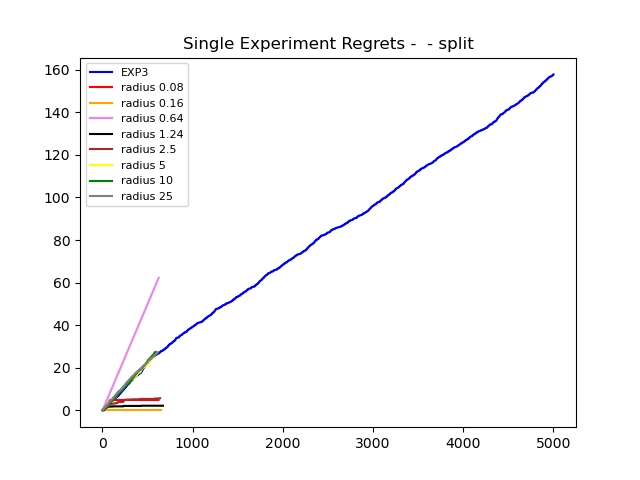 Single Experiment Regrets -  - split
160
140
120
100
80
60
40
20
0
EXP3
radius 0.08
radius 0.16
radius 0.64
radius 1.24
radius 2.5
radius 5
radius 10
radius 25
0 1000 2000 3000 4000 5000